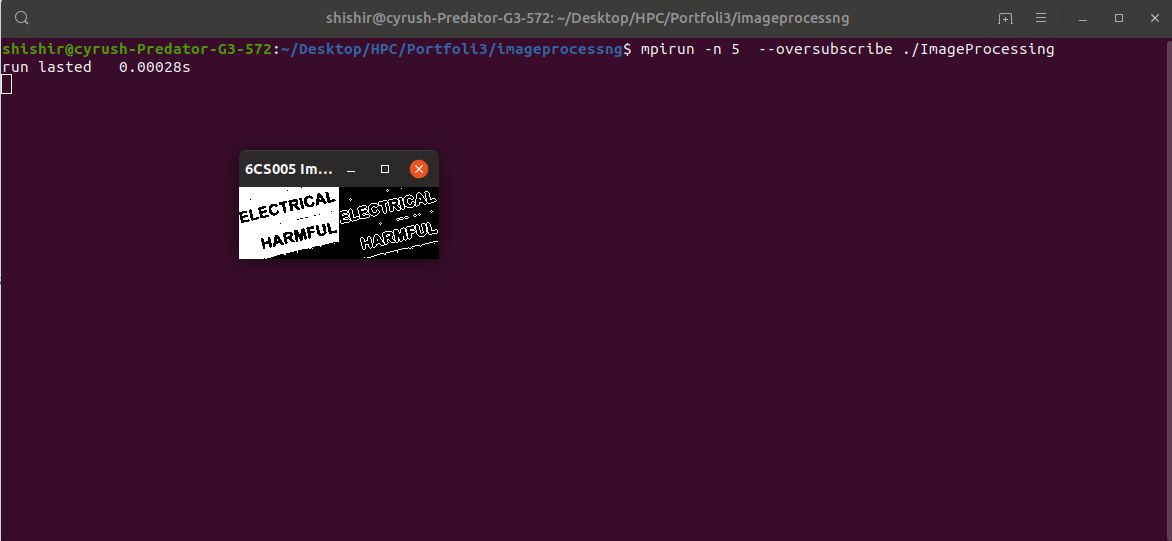 shishir@cyrush-Predator-G3-572: ~/Desktop/HPC/Portfoli3/imageprocessng
shishir@cyrush-Predator-G3-572:~/Desktop/HPC/Portfoli3/imageprocessng$ mpirun -n 5  --oversubscribe ./ImageProcessing
run lasted   0.00028s
6CS005 Im...
ELECTRICAL ELECTRICAL
HARMFUL HARMFUL